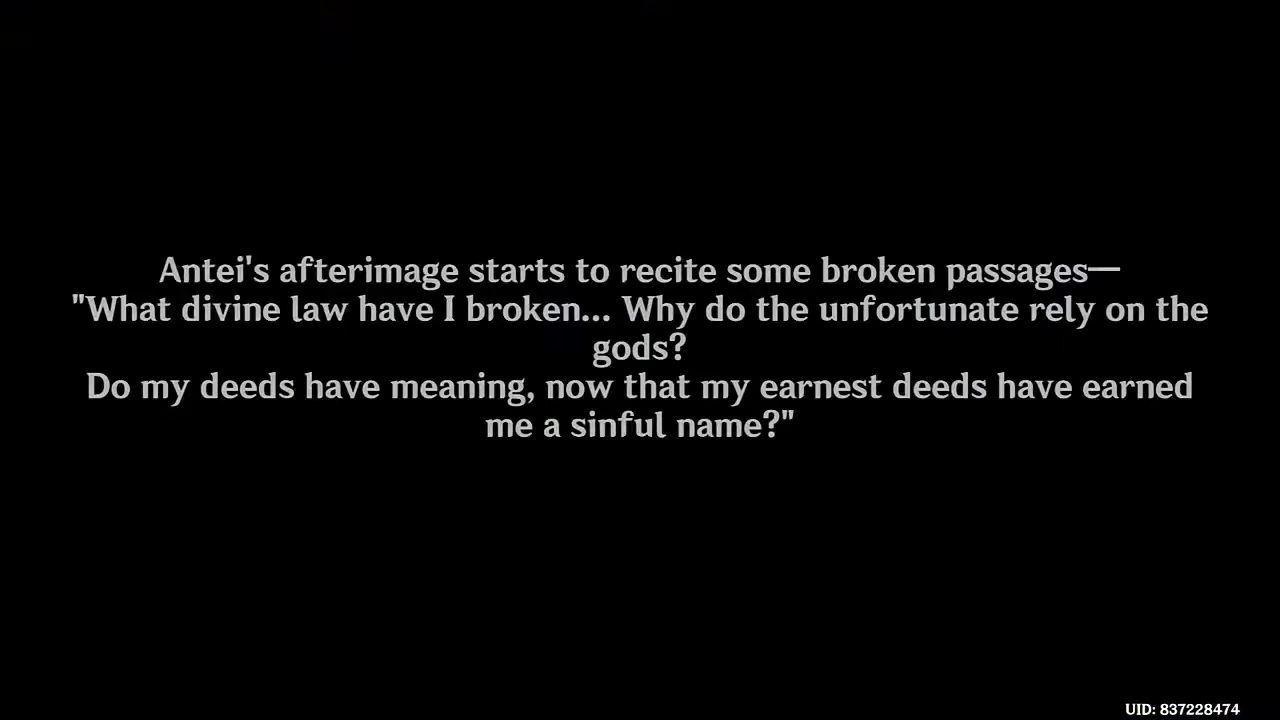 Antei's afterimage starts to recite some broken passages—
"What divine law have I broken... Why do the unfortunate rely on the
gods?
Do my deeds have meaning, now that my earnest deeds have earned
me a sinful name?"
UID: 837228474